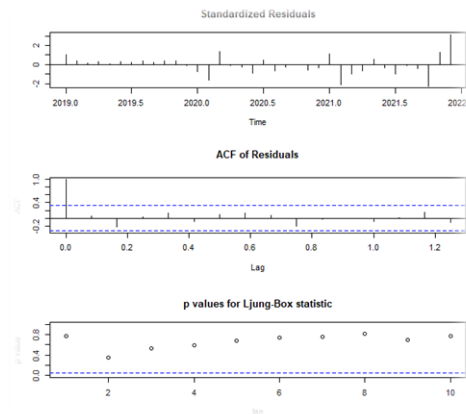 Standardized Residuals
2
0
-2
2019.0 2019.5 2020.0 2020.5 2021.0 2021.5 2022
Time
ACF of Residuals
1.0
0.4
-0.2
ACF
0.0 0.2 0.4 0.6 0.8 1.0 1.2
Lag
p values for Ljung-Box statistic
0.8
0.4
0.0
p value
2 4 6 8 10